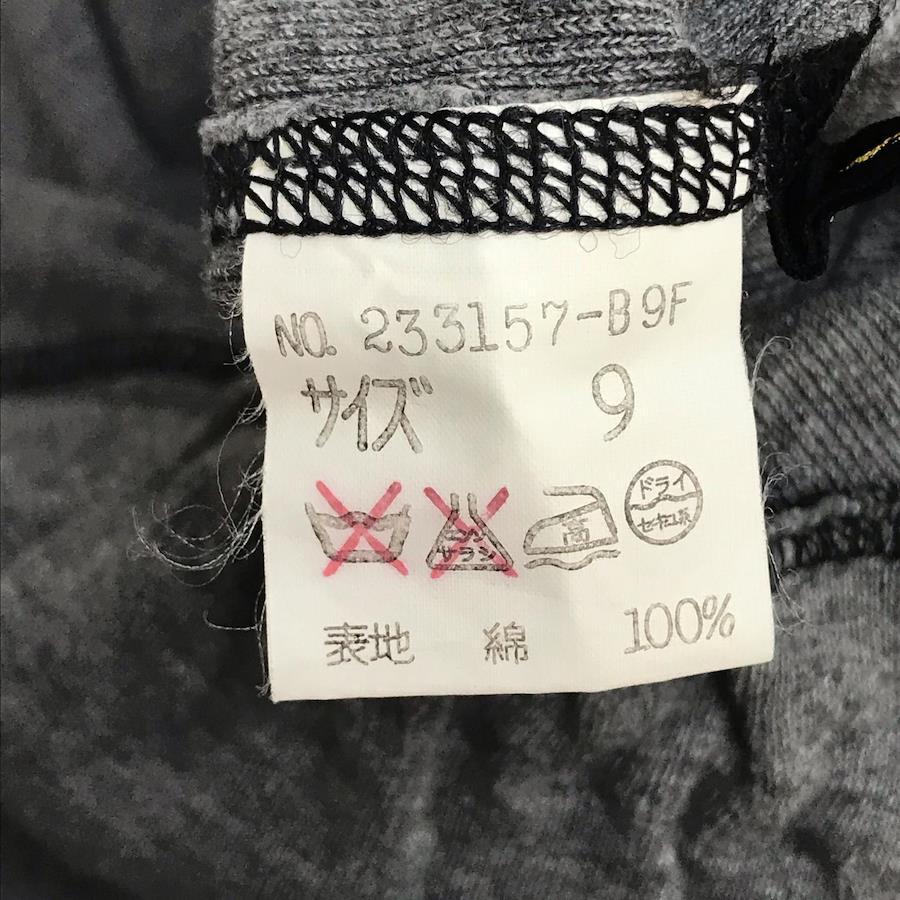 NO. 233157-B9F
サイズ 9
エンソ サラシ 高 ドライ セキユ系
表地 綿 100%